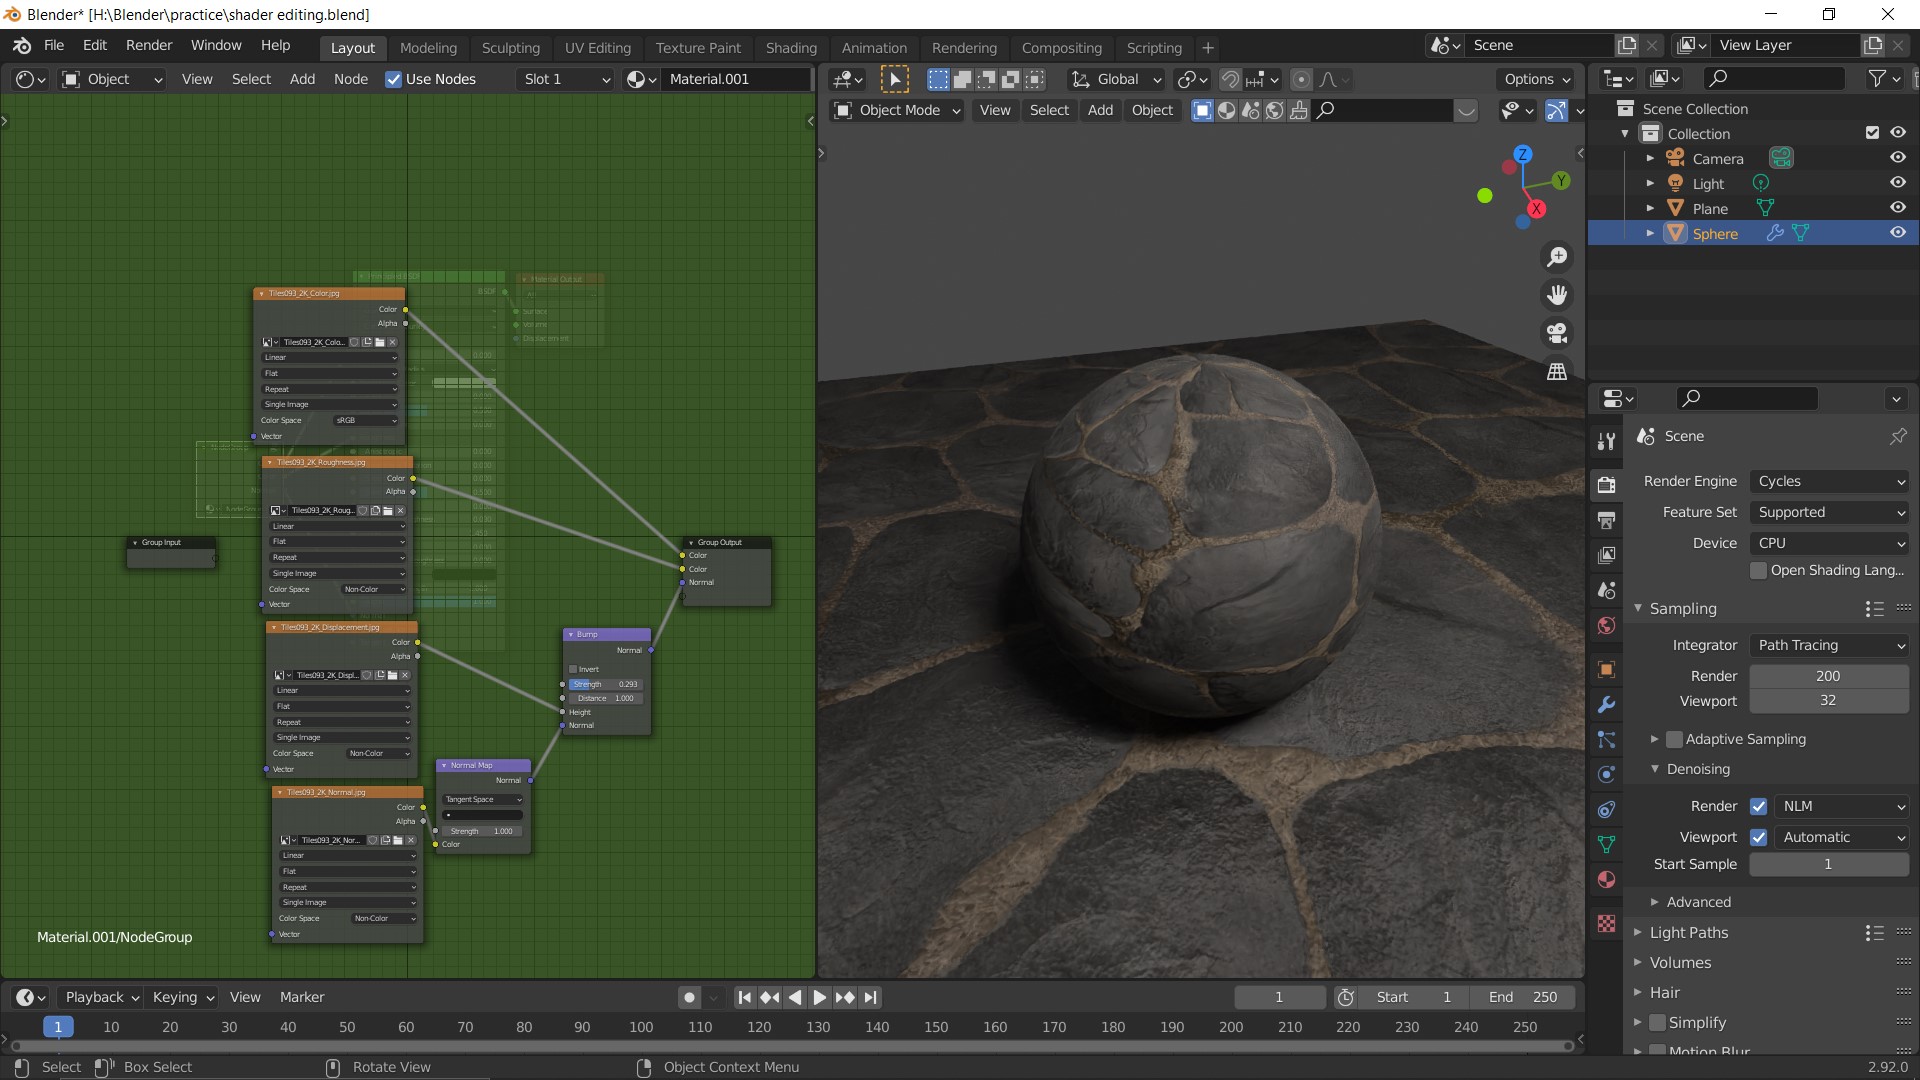 Blender* [H:\Blender\practice\shader editing.blend]
File Edit Render Window Help Layout Modeling Sculpting UV Editing Texture Paint Shading Animation Rendering Compositing Scripting + Scene View Layer
Object View Select Add Node Use Nodes Slot 1 Material.001 Global Options
Object Mode View Select Add Object
Z
Y
X
Principled BSDF
BSDF
Material Output
Surface
Volume
Displacement
Tiles093_2K_Color.jpg
Color
Alpha
Tiles093_2K_Colo...
Linear
Flat
Repeat
Single Image
Color Space sRGB
Vector
Tiles093_2K_Roughness.jpg
Color
Alpha
Tiles093_2K_Roug...
Linear
Flat
Repeat
Single Image
Color Space Non-Color
Vector
Group Input
Group Output
Color
Color
Normal
Tiles093_2K_Displacement.jpg
Color
Alpha
Tiles093_2K_Displ...
Linear
Flat
Repeat
Single Image
Color Space Non-Color
Vector
Bump
Normal
Invert
Strength 0.293
Distance 1.000
Height
Normal
Normal Map
Normal
Tangent Space
Strength 1.000
Color
Tiles093_2K_Normal.jpg
Color
Alpha
Tiles093_2K_Nor...
Linear
Flat
Repeat
Single Image
Color Space Non-Color
Vector
Material.001/NodeGroup
Scene Collection
Collection
Camera
Light
Plane
Sphere
Scene
Render Engine Cycles
Feature Set Supported
Device CPU
Open Shading Lang...
Sampling
Integrator Path Tracing
Render 200
Viewport 32
Adaptive Sampling
Denoising
Render NLM
Viewport Automatic
Start Sample 1
Advanced
Light Paths
Volumes
Hair
Simplify
Motion Blur
Playback Keying View Marker 1 Start 1 End 250
1 10 20 30 40 50 60 70 80 90 100 110 120 130 140 150 160 170 180 190 200 210 220 230 240 250
Select Box Select Rotate View Object Context Menu 2.92.0